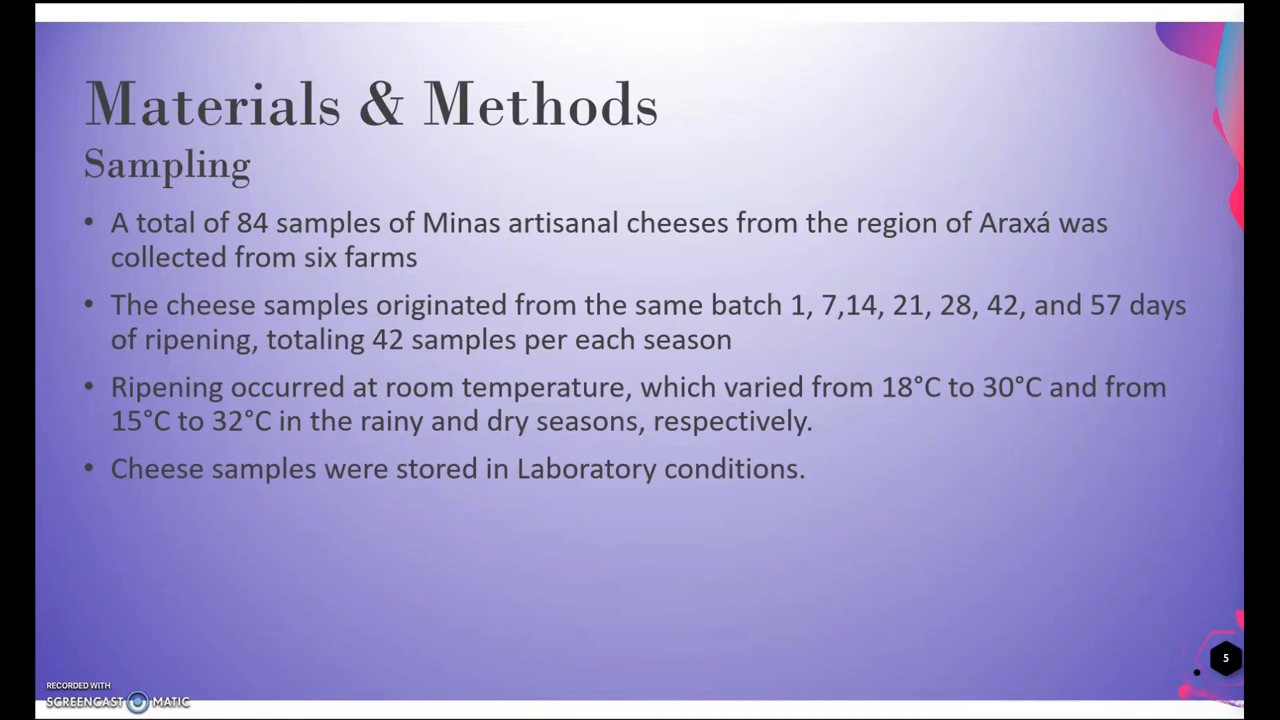 Materials & Methods
Sampling
• A total of 84 samples of Minas artisanal cheeses from the region of Araxá was
collected from six farms
• The cheese samples originated from the same batch 1, 7,14, 21, 28, 42, and 57 days
of ripening, totaling 42 samples per each season
• Ripening occurred at room temperature, which varied from 18°C to 30°C and from
15°C to 32°C in the rainy and dry seasons, respectively.
• Cheese samples were stored in Laboratory conditions.
5
RECORDED WITH
SCREENCAST MATIC